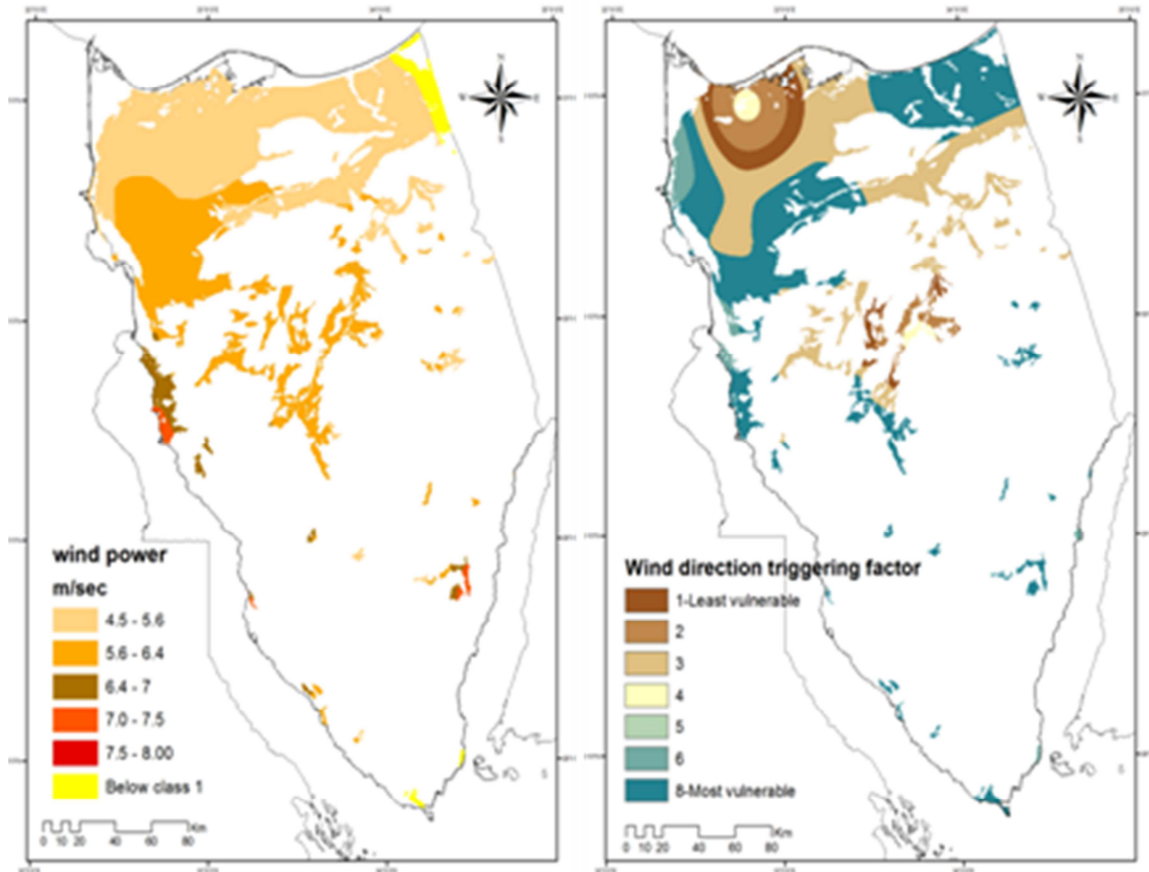 wind power
m/sec
4.5 - 5.6
5.6 - 6.4
6.4 - 7
7.0 - 7.5
7.5 - 8.00
Below class 1
Km
0 10 20 40 60 80
Wind direction triggering factor
1-Least vulnerable
2
3
4
5
6
8-Most vulnerable
Km
0 10 20 40 60 80